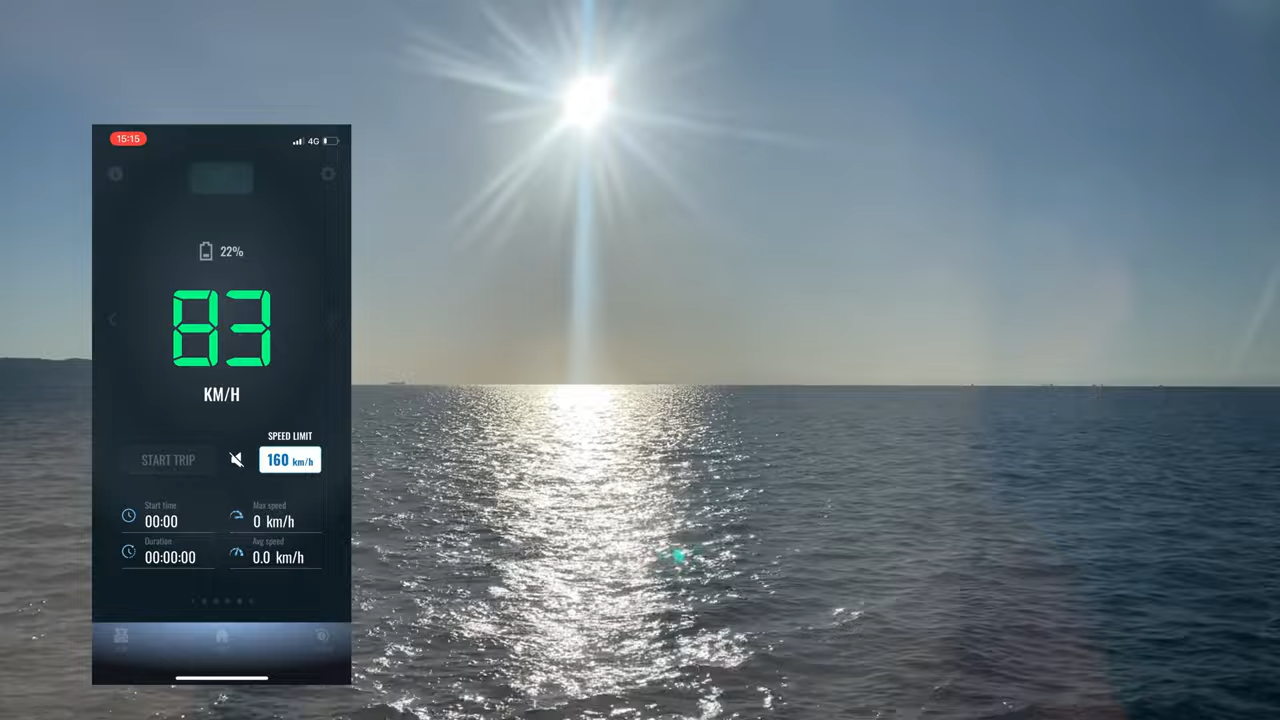 15:15
4G
22%
83
KM/H
SPEED LIMIT
START TRIP
160 km/h
Start time
00:00
Max speed
0 km/h
Duration
00:00:00
Avg speed
0.0 km/h